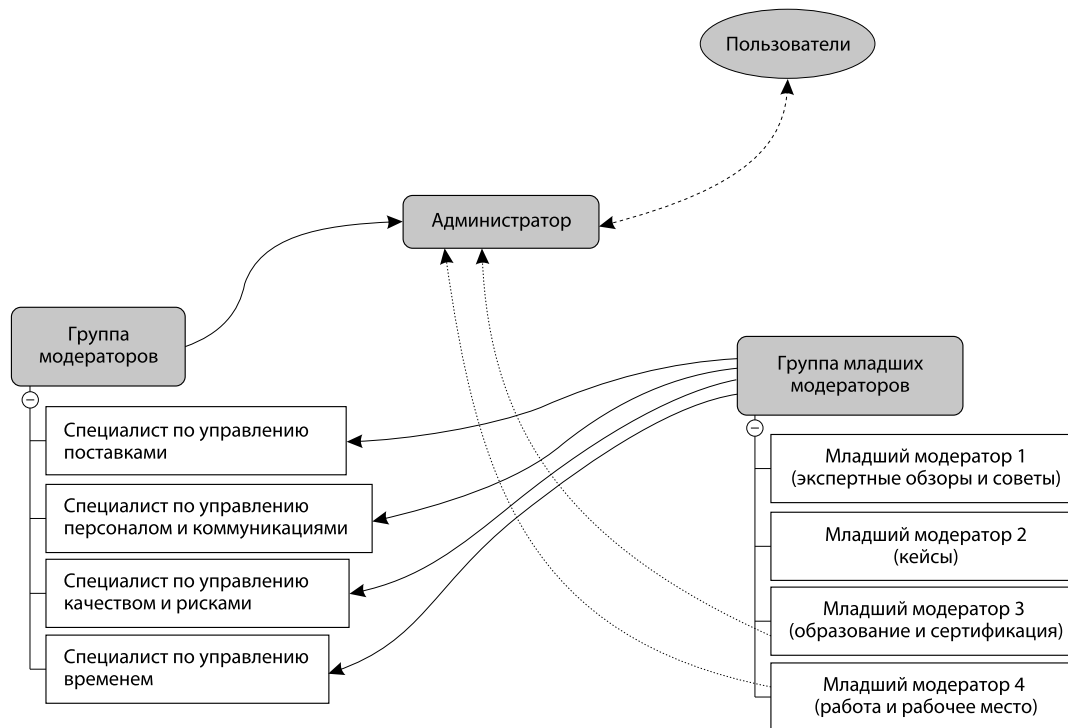 Пользователи
Администратор
Группа
модераторов
Специалист по управлению
поставками
Специалист по управлению
персоналом и коммуникациями
Специалист по управлению
качеством и рисками
Специалист по управлению
временем
Группа младших
модераторов
Младший модератор 1
(экспертные обзоры и советы)
Младший модератор 2
(кейсы)
Младший модератор 3
(образование и сертификация)
Младший модератор 4
(работа и рабочее место)